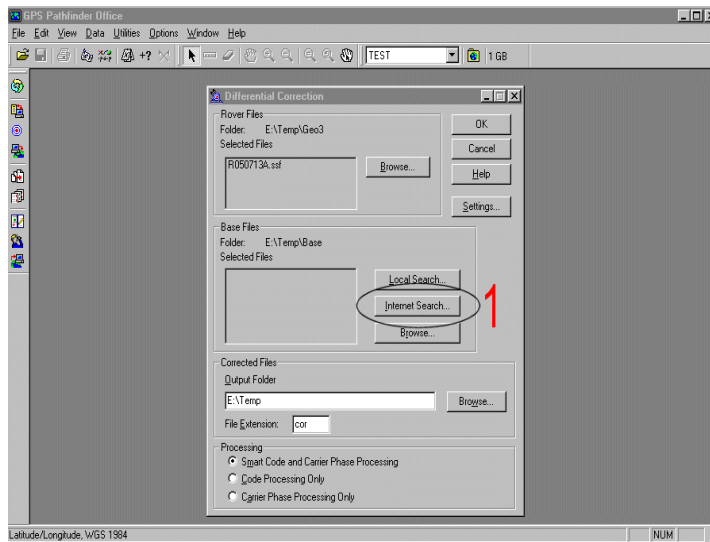 GPS Pathfinder Office
File Edit View Data Utilities Options Window Help
+? TEST 1 GB
Differential Correction
Rover Files
Folder: E:\Temp\Geo3
Selected Files
R050713A.ssf
Browse...
OK
Cancel
Help
Settings...
Base Files
Folder: E:\Temp\Base
Selected Files
Local Search...
Internet Search...
1
Browse...
Corrected Files
Output Folder
E:\Temp
Browse...
File Extension: cor
Processing
Smart Code and Carrier Phase Processing
Code Processing Only
Carrier Phase Processing Only
Latitude/Longitude, WGS 1984 NUM